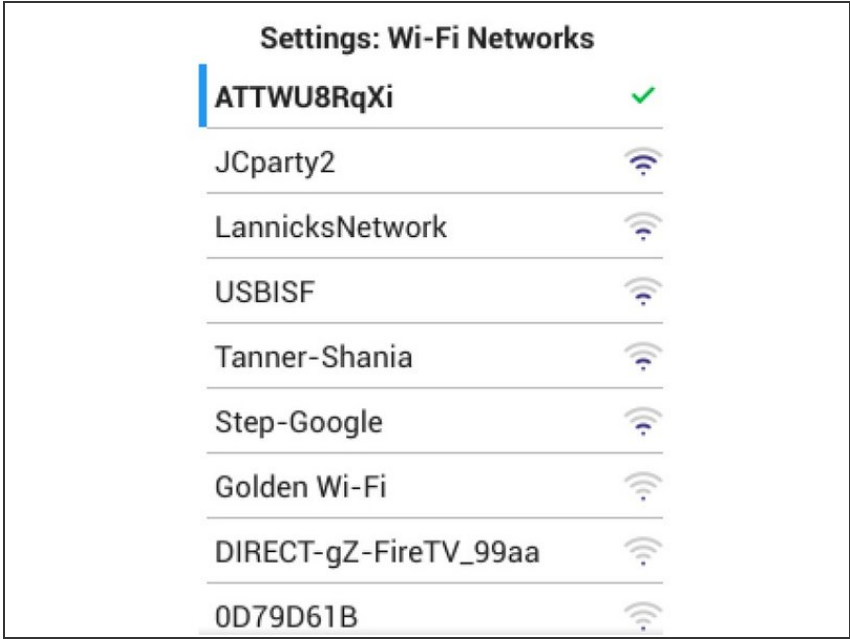 Settings: Wi-Fi Networks
ATTWU8RqXi
JCparty2
LannicksNetwork
USBISF
Tanner-Shania
Step-Google
Golden Wi-Fi
DIRECT-gZ-FireTV_99aa
0D79D61B